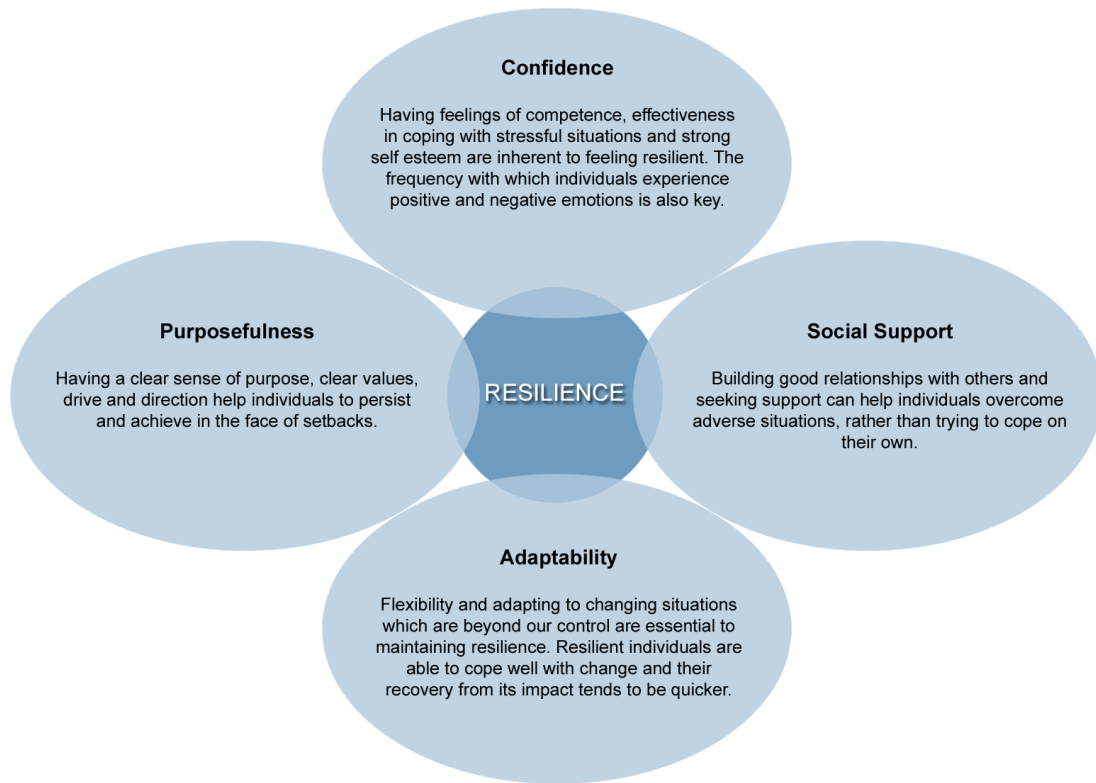 Confidence
Having feelings of competence, effectiveness
in coping with stressful situations and strong
self esteem are inherent to feeling resilient. The
frequency with which individuals experience
positive and negative emotions is also key.
Purposefulness
Having a clear sense of purpose, clear values,
drive and direction help individuals to persist
and achieve in the face of setbacks.
RESILIENCE
Social Support
Building good relationships with others and
seeking support can help individuals overcome
adverse situations, rather than trying to cope on
their own.
Adaptability
Flexibility and adapting to changing situations
which are beyond our control are essential to
maintaining resilience. Resilient individuals are
able to cope well with change and their
recovery from its impact tends to be quicker.